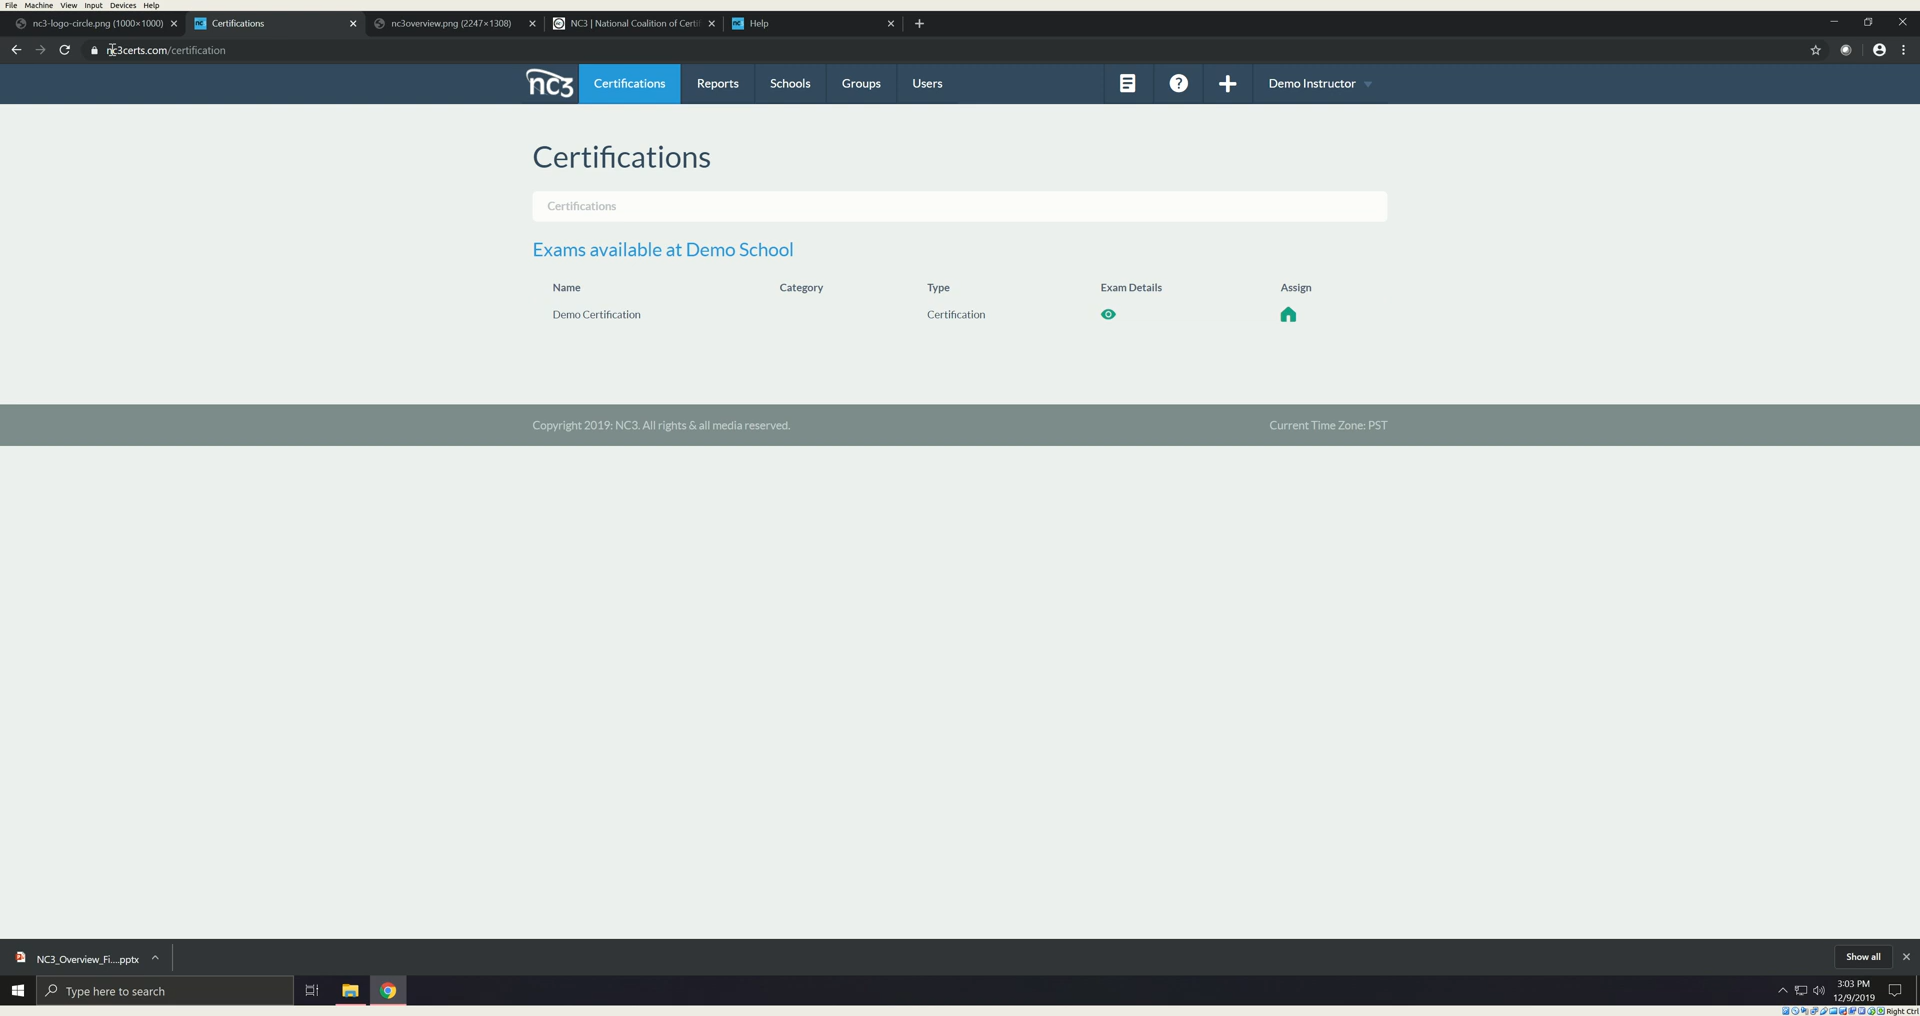 File Machine View Input Devices Help
nc3-logo-circle.png (1000×1000) Certifications nc3overview.png (2247×1308) NC3 | National Coalition of Certi Help
nc3certs.com/certification
nc3 Certifications Reports Schools Groups Users Demo Instructor
Certifications
Certifications
Exams available at Demo School
Name Category Type Exam Details Assign
Demo Certification Certification
Copyright 2019: NC3. All rights & all media reserved. Current Time Zone: PST
NC3_Overview_Fi....pptx Show all
Type here to search 3:03 PM
12/9/2019
Right Ctrl